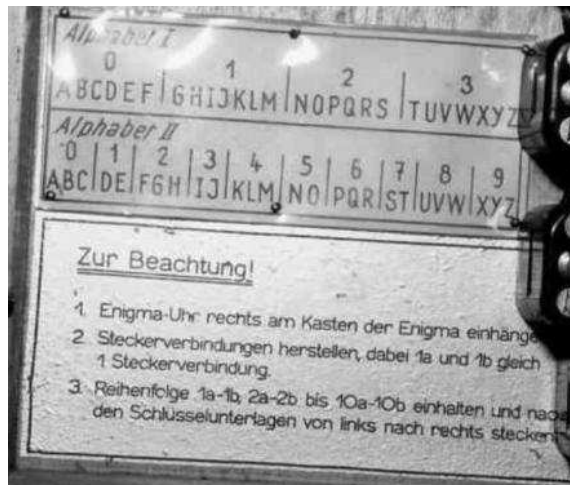 Alphabet I
0 1 2 3
ABCDEF GHIJKLM NOPQRS TUVWXYZ
Alphabet II
0 1 2 3 4 5 6 7 8 9
ABC DE FGH IJ KLM NO PQR ST UVW XYZ
Zur Beachtung!
1. Enigma-Uhr rechts am Kasten der Enigma einhänge
2. Steckerverbindungen herstellen, dabei 1a und 1b gleich
1 Steckerverbindung.
3. Reihenfolge 1a-1b, 2a-2b bis 10a-10b einhalten und nach
den Schlüsselunterlagen von links nach rechts stecken